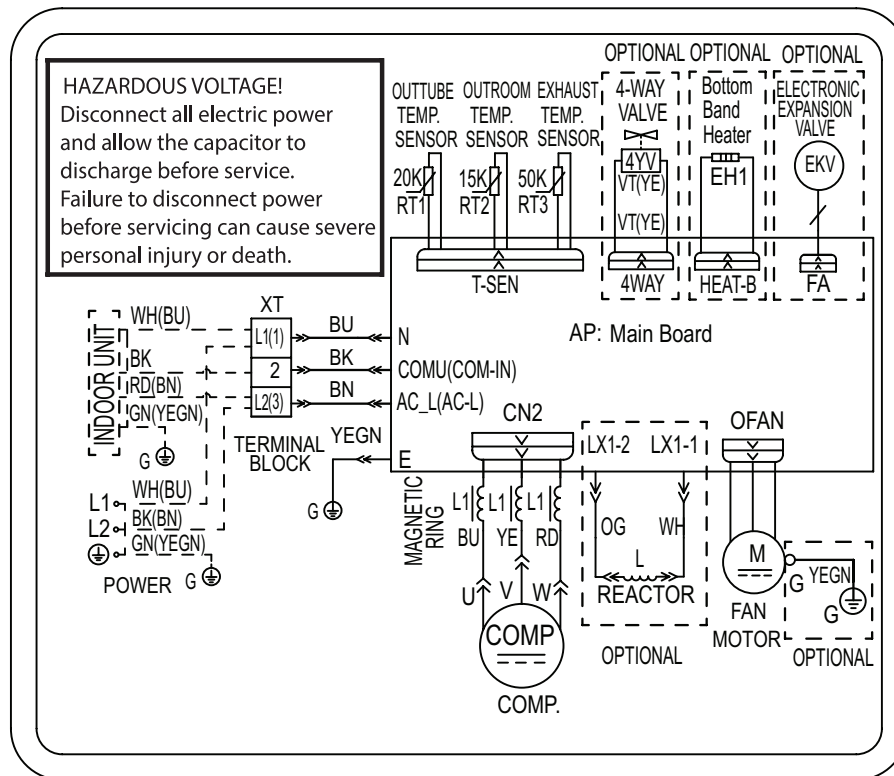 HAZARDOUS VOLTAGE!
Disconnect all electric power
and allow the capacitor to
discharge before service.
Failure to disconnect power
before servicing can cause severe
personal injury or death.
OUTTUBE
TEMP.
SENSOR
OUTROOM
TEMP.
SENSOR
EXHAUST
TEMP.
SENSOR
20K
RT1
15K
RT2
50K
RT3
T-SEN
OPTIONAL
4-WAY
VALVE
4YV
VT(YE)
VT(YE)
4WAY
OPTIONAL
Bottom
Band
Heater
EH1
HEAT-B
OPTIONAL
ELECTRONIC
EXPANSION
VALVE
EKV
FA
AP: Main Board
INDOOR UNIT
WH(BU)
BK
RD(BN)
GN(YEGN)
G
XT
L1(1)
2
L2(3)
TERMINAL
BLOCK
BU
BK
BN
YEGN
N
COMU(COM-IN)
AC_L(AC-L)
E
G
L1
L2
WH(BU)
BK(BN)
GN(YEGN)
POWER
G
CN2
MAGNETIC
RING
L1
L1
L1
BU
YE
RD
U
V
W
COMP
COMP.
LX1-2
LX1-1
OG
WH
L
REACTOR
OPTIONAL
OFAN
M
FAN
MOTOR
G
YEGN
G
OPTIONAL